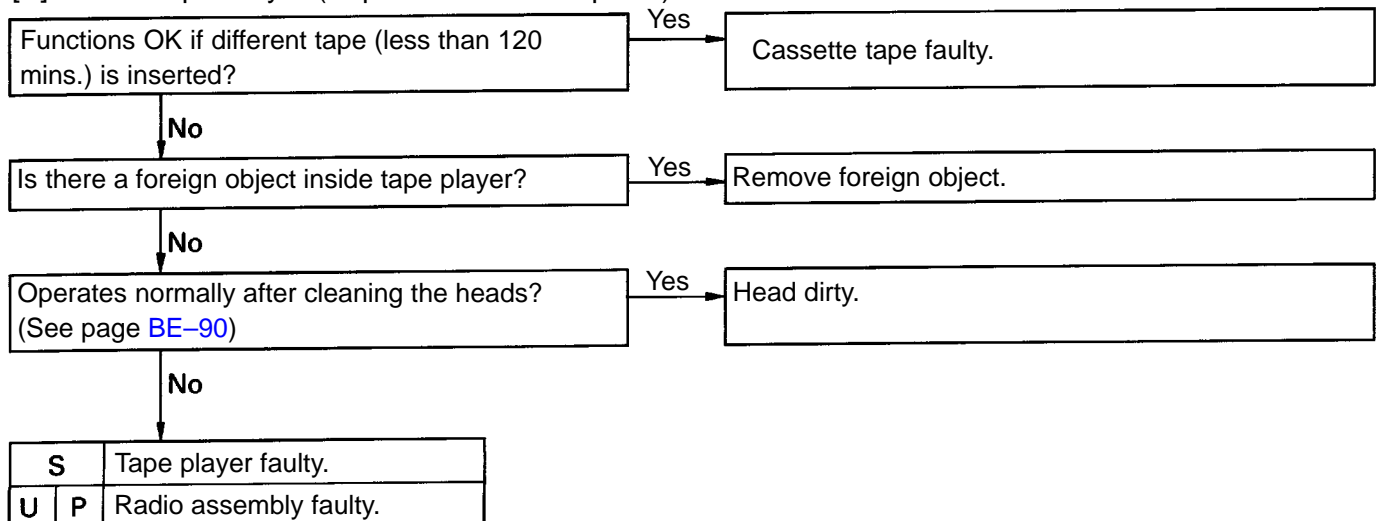 Yes
Functions OK if different tape (less than 120
mins.) is inserted?
Cassette tape faulty.
No
Is there a foreign object inside tape player?
Yes
Remove foreign object.
No
Operates normally after cleaning the heads?
(See page BE–90)
Yes
Head dirty.
No
S Tape player faulty.
U P Radio assembly faulty.